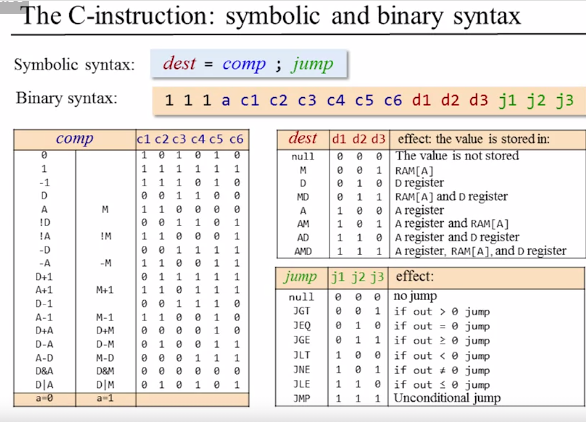 The C-instruction: symbolic and binary syntax
Symbolic syntax: dest = comp ; jump
Binary syntax: 1 1 1 a c1 c2 c3 c4 c5 c6 d1 d2 d3 j1 j2 j3
comp c1 c2 c3 c4 c5 c6
0 1 0 1 0 1 0
1 1 1 1 1 1 1
-1 1 1 1 0 1 0
D 0 0 1 1 0 0
A M 1 1 0 0 0 0
!D 0 0 1 1 0 1
!A !M 1 1 0 0 0 1
-D 0 0 1 1 1 1
-A -M 1 1 0 0 1 1
D+1 0 1 1 1 1 1
A+1 M+1 1 1 0 1 1 1
D-1 0 0 1 1 1 0
A-1 M-1 1 1 0 0 1 0
D+A D+M 0 0 0 0 1 0
D-A D-M 0 1 0 0 1 1
A-D M-D 0 0 0 1 1 1
D&A D&M 0 0 0 0 0 0
D|A D|M 0 1 0 1 0 1
a=0 a=1
dest d1 d2 d3 effect: the value is stored in:
null 0 0 0 The value is not stored
M 0 0 1 RAM[A]
D 0 1 0 D register
MD 0 1 1 RAM[A] and D register
A 1 0 0 A register
AM 1 0 1 A register and RAM[A]
AD 1 1 0 A register and D register
AMD 1 1 1 A register, RAM[A], and D register
jump j1 j2 j3 effect:
null 0 0 0 no jump
JGT 0 0 1 if out > 0 jump
JEQ 0 1 0 if out = 0 jump
JGE 0 1 1 if out ≥ 0 jump
JLT 1 0 0 if out < 0 jump
JNE 1 0 1 if out ≠ 0 jump
JLE 1 1 0 if out ≤ 0 jump
JMP 1 1 1 Unconditional jump